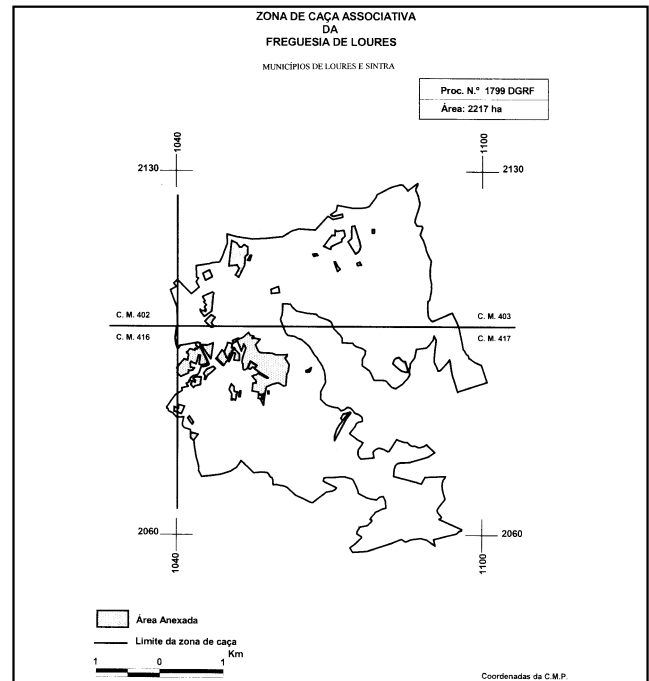 ZONA DE CAÇA ASSOCIATIVA
DA
FREGUESIA DE LOURES
MUNICÍPIOS DE LOURES E SINTRA
Proc. N.º 1799 DGRF
Área: 2217 ha
1040
1100
2130
2130
C. M. 402
C. M. 403
C. M. 416
C. M. 417
2060
2060
1040
1100
Área Anexada
Limite da zona de caça
Km
1 0 1
Coordenadas da C.M.P.